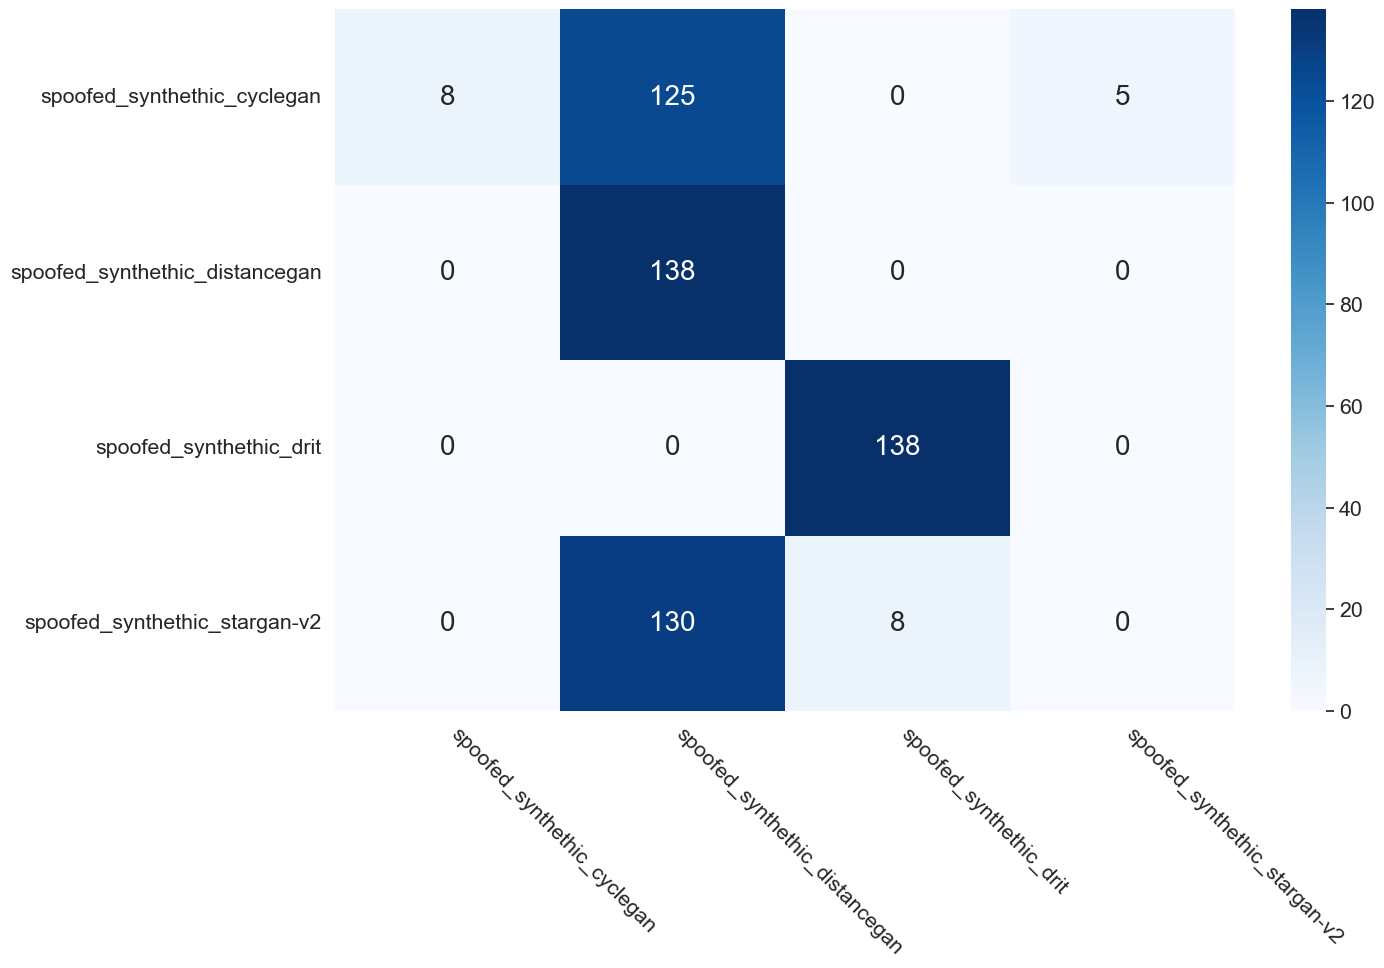 spoofed_synthethic_cyclegan 8 125 0 5
spoofed_synthethic_distancegan 0 138 0 0
spoofed_synthethic_drit 0 0 138 0
spoofed_synthethic_stargan-v2 0 130 8 0
spoofed_synthethic_cyclegan
spoofed_synthethic_distancegan
spoofed_synthethic_drit
spoofed_synthethic_stargan-v2
120
100
80
60
40
20
0